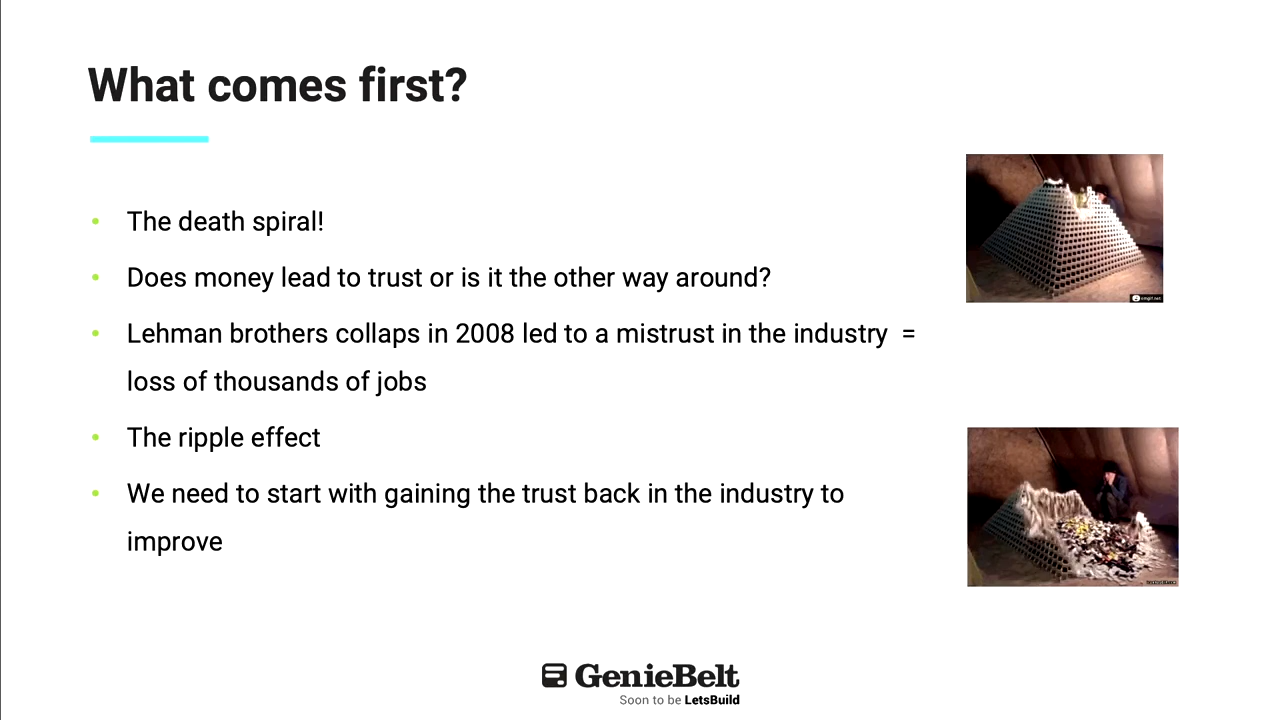 What comes first?
The death spiral!
Does money lead to trust or is it the other way around?
Lehman brothers collaps in 2008 led to a mistrust in the industry =
loss of thousands of jobs
The ripple effect
We need to start with gaining the trust back in the industry to
improve
GenieBelt
Soon to be LetsBuild